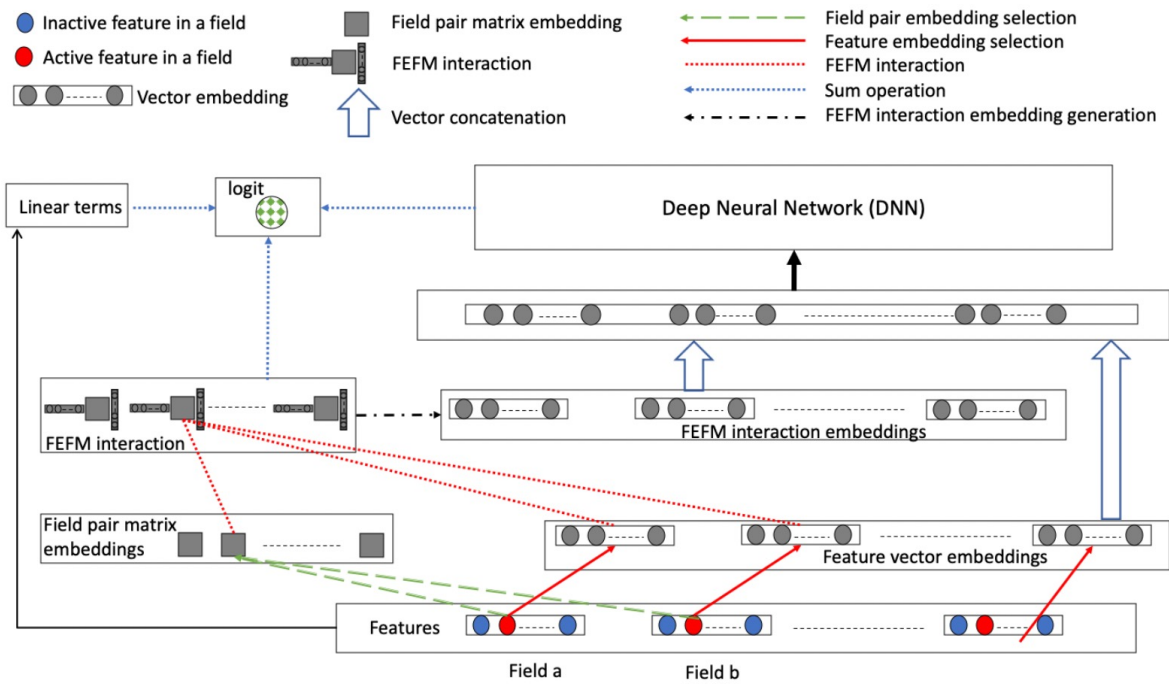 Inactive feature in a field
Active feature in a field
Vector embedding
Field pair matrix embedding
FEFM interaction
Vector concatenation
Field pair embedding selection
Feature embedding selection
FEFM interaction
Sum operation
FEFM interaction embedding generation
Linear terms
logit
Deep Neural Network (DNN)
FEFM interaction
FEFM interaction embeddings
Field pair matrix
embeddings
Feature vector embeddings
Features
Field a
Field b